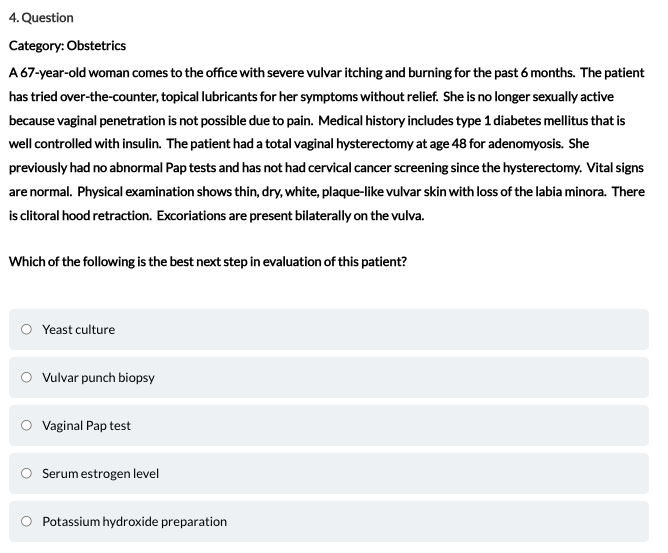 4. Question
Category: Obstetrics
A 67-year-old woman comes to the office with severe vulvar itching and burning for the past 6 months.  The patient
has tried over-the-counter, topical lubricants for her symptoms without relief.  She is no longer sexually active
because vaginal penetration is not possible due to pain.  Medical history includes type 1 diabetes mellitus that is
well controlled with insulin.  The patient had a total vaginal hysterectomy at age 48 for adenomyosis.  She
previously had no abnormal Pap tests and has not had cervical cancer screening since the hysterectomy.  Vital signs
are normal.  Physical examination shows thin, dry, white, plaque-like vulvar skin with loss of the labia minora.  There
is clitoral hood retraction.  Excoriations are present bilaterally on the vulva.
Which of the following is the best next step in evaluation of this patient?
Yeast culture
Vulvar punch biopsy
Vaginal Pap test
Serum estrogen level
Potassium hydroxide preparation